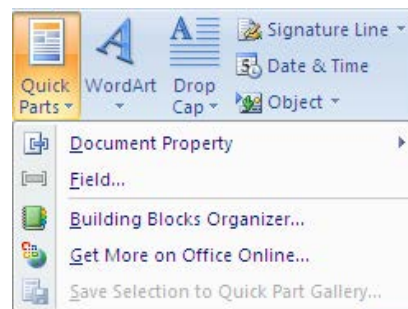 Quick Parts
WordArt
Drop Cap
Signature Line
Date & Time
Object
Document Property
Field...
Building Blocks Organizer...
Get More on Office Online...
Save Selection to Quick Part Gallery...